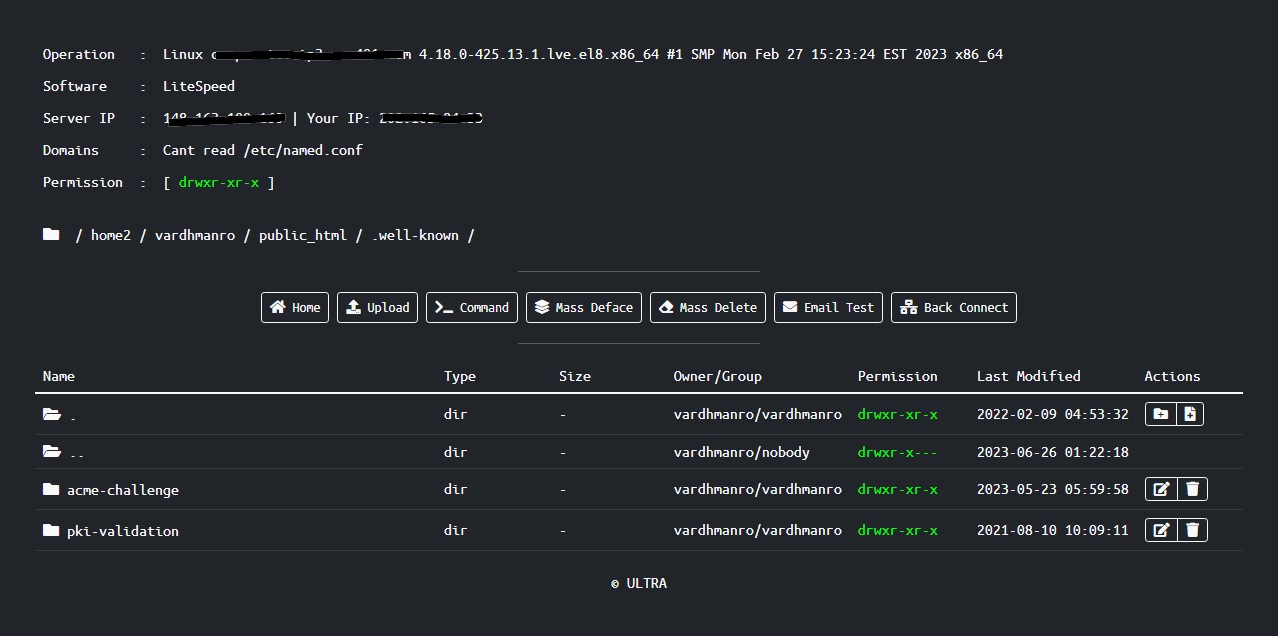 Operation : Linux 4.18.0-425.13.1.lve.el8.x86_64 #1 SMP Mon Feb 27 15:23:24 EST 2023 x86_64
Software : LiteSpeed
Server IP : | Your IP:
Domains : Cant read /etc/named.conf
Permission : [ drwxr-xr-x ]
/ home2 / vardhmanro / public_html / .well-known /
Home Upload Command Mass Deface Mass Delete Email Test Back Connect
Name Type Size Owner/Group Permission Last Modified Actions
. dir - vardhmanro/vardhmanro drwxr-xr-x 2022-02-09 04:53:32
.. dir - vardhmanro/nobody drwxr-x--- 2023-06-26 01:22:18
acme-challenge dir - vardhmanro/vardhmanro drwxr-xr-x 2023-05-23 05:59:58
pki-validation dir - vardhmanro/vardhmanro drwxr-xr-x 2021-08-10 10:09:11
© ULTRA